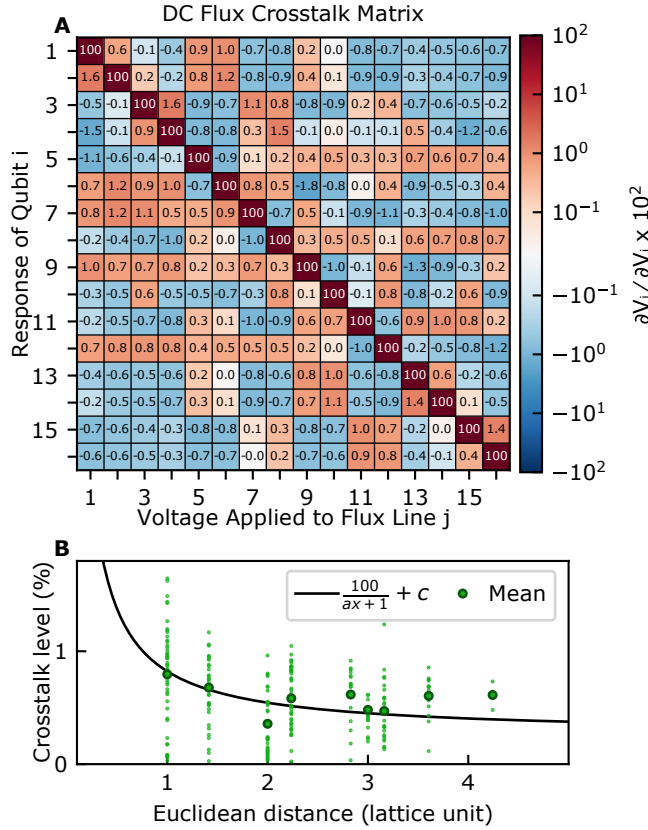 DC Flux Crosstalk Matrix
A
1 100 0.6 -0.1 -0.4 0.9 1.0 -0.7 -0.8 0.2 0.0 -0.8 -0.7 -0.4 -0.5 -0.6 -0.7
1.6 100 0.2 -0.2 0.8 1.2 -0.7 -0.9 0.4 0.1 -0.9 -0.9 -0.3 -0.4 -0.7 -0.9
3 -0.5 -0.1 100 1.6 -0.9 -0.7 1.1 0.8 -0.8 -0.9 0.2 0.4 -0.7 -0.6 -0.5 -0.2
-1.5 -0.1 0.9 100 -0.8 -0.8 0.3 1.5 -0.1 0.0 -0.1 -0.1 0.5 -0.4 -1.2 -0.6
5 -1.1 -0.6 -0.4 -0.1 100 -0.9 0.1 0.2 0.4 0.5 0.3 0.3 0.7 0.6 0.7 0.4
0.7 1.2 0.9 1.0 -0.7 100 0.8 0.5 -1.8 -0.8 0.0 0.4 -0.9 -0.5 -0.3 0.4
7 0.8 1.2 1.1 0.5 0.5 0.9 100 -0.7 0.5 -0.1 -0.9 -1.1 -0.3 -0.4 -0.8 -1.0
-0.2 -0.4 -0.7 -1.0 0.2 0.0 -1.0 100 0.3 0.5 0.5 0.1 0.6 0.7 0.8 0.7
9 1.0 0.7 0.7 0.8 0.2 0.3 0.7 0.3 100 -1.0 -0.1 0.6 -1.3 -0.9 -0.3 0.2
-0.3 -0.5 0.6 -0.5 -0.5 -0.7 -0.3 0.8 0.1 100 -0.1 0.8 -0.8 -0.2 0.6 -0.9
11 -0.2 -0.5 -0.7 -0.8 0.3 0.1 -1.0 -0.9 0.6 0.7 100 -0.6 0.9 1.0 0.8 0.2
0.7 0.8 0.8 0.8 0.4 0.5 0.5 0.5 0.2 0.0 -0.7 100 -0.2 -0.5 -0.8 -1.2
13 -0.4 -0.6 -0.5 -0.6 0.2 0.0 -0.8 -0.8 0.8 1.0 -0.6 -0.8 100 0.6 -0.2 -0.6
-0.2 -0.5 -0.5 -0.7 0.3 0.1 -0.9 -0.7 0.9 0.7 -0.3 -0.5 1.4 100 0.1 -0.5
15 -0.7 -0.6 -0.4 -0.3 -0.8 -0.8 0.1 -0.3 -0.5 -0.5 1.0 0.7 -0.2 0.0 100 1.4
-0.6 -0.6 -0.5 -0.5 -0.7 -0.7 -0.0 0.2 -0.7 -0.6 0.9 0.8 -0.4 -0.1 0.4 100
Response of Qubit i
1 3 5 7 9 11 13 15
Voltage Applied to Flux Line j
10²
10¹
10⁰
10⁻¹
−10⁻¹
−10⁰
−10¹
−10²
∂Vᵢ / ∂Vⱼ x 10²
B
100/(ax+1) + c
Mean
Crosstalk level (%)
1
0
1 2 3 4
Euclidean distance (lattice unit)